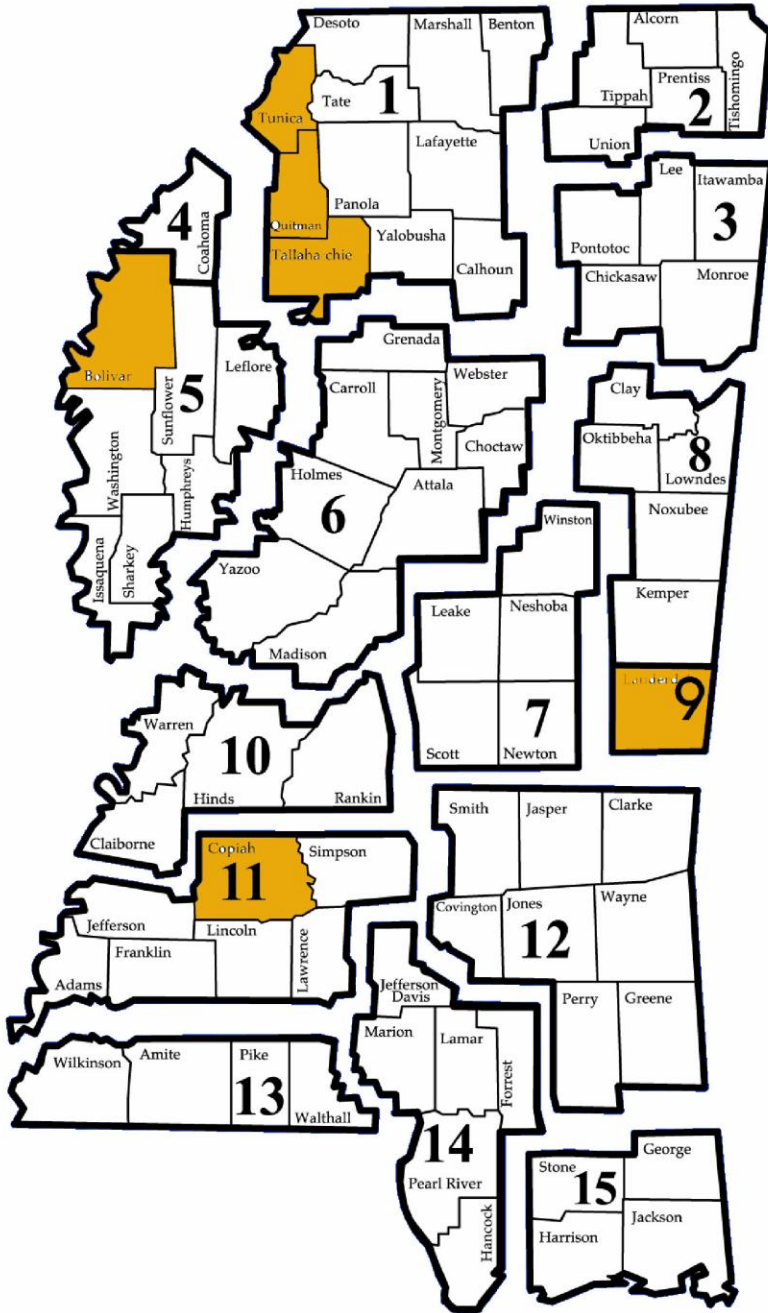 Desoto
Marshall
Benton
Tunica
Tate
1
Lafayette
Panola
Quitman
Tallaha chie
Yalobusha
Calhoun
Alcorn
Tippah
Prentiss
2
Tishomingo
Union
Lee
Itawamba
3
Pontotoc
Chickasaw
Monroe
4
Coahoma
Bolivar
5
Sunflower
Leflore
Washington
Humphreys
Issaquena
Sharkey
Grenada
Carroll
Montgomery
Webster
Choctaw
Holmes
6
Attala
Yazoo
Madison
Clay
Oktibbeha
8
Lowndes
Noxubee
Kemper
Lauderd
9
Winston
Leake
Neshoba
7
Scott
Newton
Warren
10
Hinds
Rankin
Claiborne
Copiah
11
Simpson
Jefferson
Lincoln
Franklin
Lawrence
Adams
Smith
Jasper
Clarke
Covington
Jones
12
Wayne
Perry
Greene
Wilkinson
Amite
Pike
13
Walthall
Jefferson
Davis
Marion
Lamar
Forrest
14
Pearl River
Hancock
Stone
15
George
Harrison
Jackson